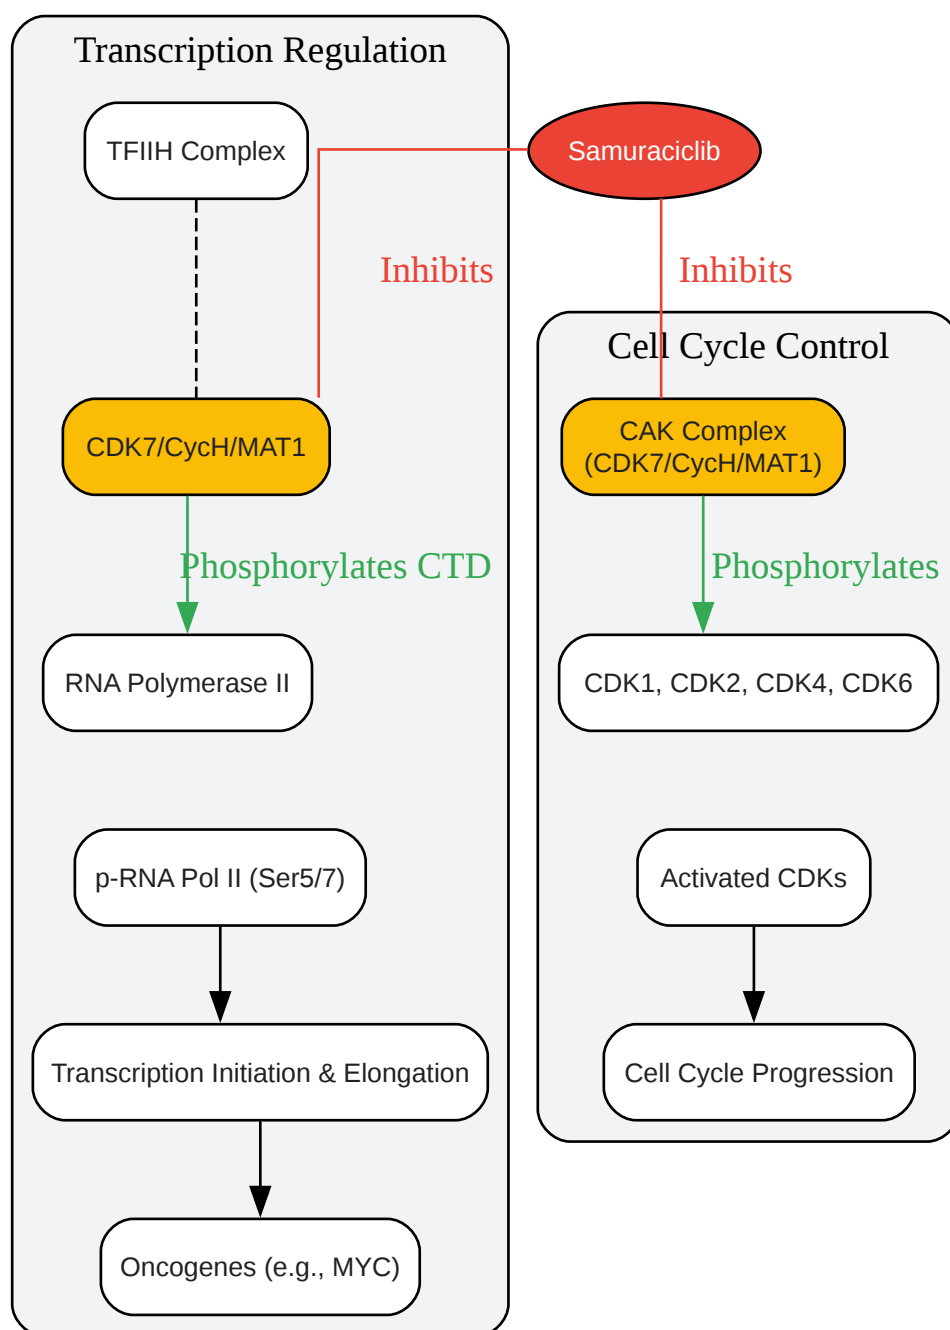 Transcription Regulation
TFIIH Complex
Samuraciclib
Inhibits
Inhibits
Cell Cycle Control
CDK7/CycH/MAT1
CAK Complex
(CDK7/CycH/MAT1)
Phosphorylates CTD
Phosphorylates
RNA Polymerase II
CDK1, CDK2, CDK4, CDK6
p-RNA Pol II (Ser5/7)
Activated CDKs
Transcription Initiation & Elongation
Cell Cycle Progression
Oncogenes (e.g., MYC)